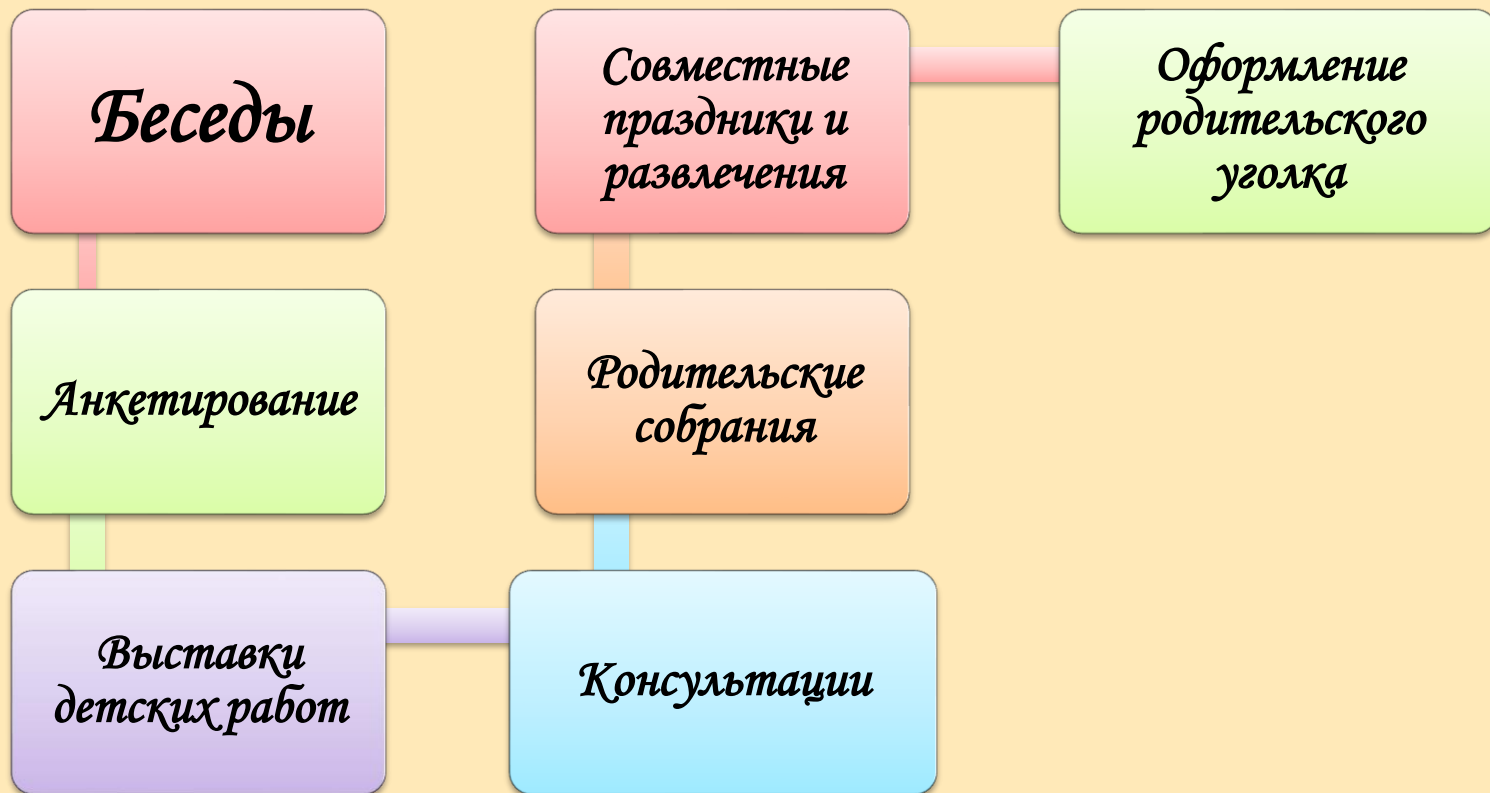 Беседы
Анкетирование
Выставки
детских работ
Консультации
Родительские
собрания
Совместные
праздники и
развлечения
Оформление
родительского
уголка